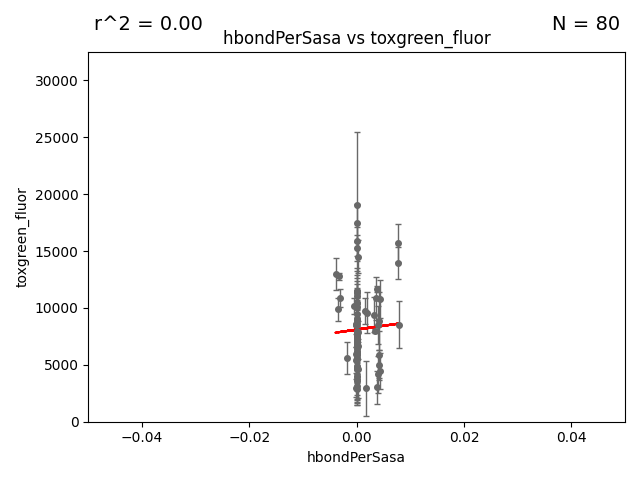 r^2 = 0.00
N = 80
hbondPerSasa vs toxgreen_fluor
30000
25000
20000
15000
10000
5000
0
toxgreen_fluor
−0.04
−0.02
0.00
0.02
0.04
hbondPerSasa